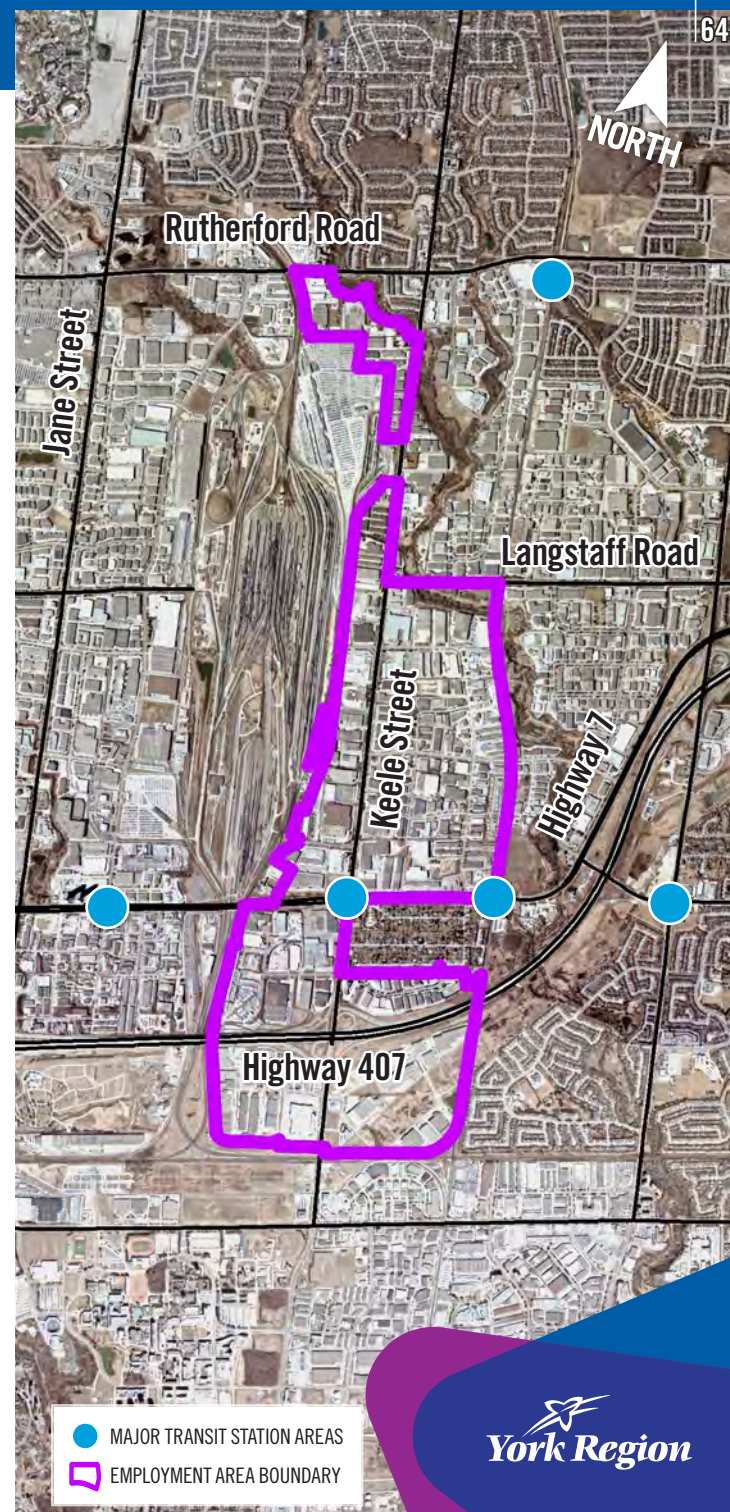 64
NORTH
Rutherford Road
Jane Street
Langstaff Road
Keele Street
Highway 7
Highway 407
MAJOR TRANSIT STATION AREAS
EMPLOYMENT AREA BOUNDARY
York Region